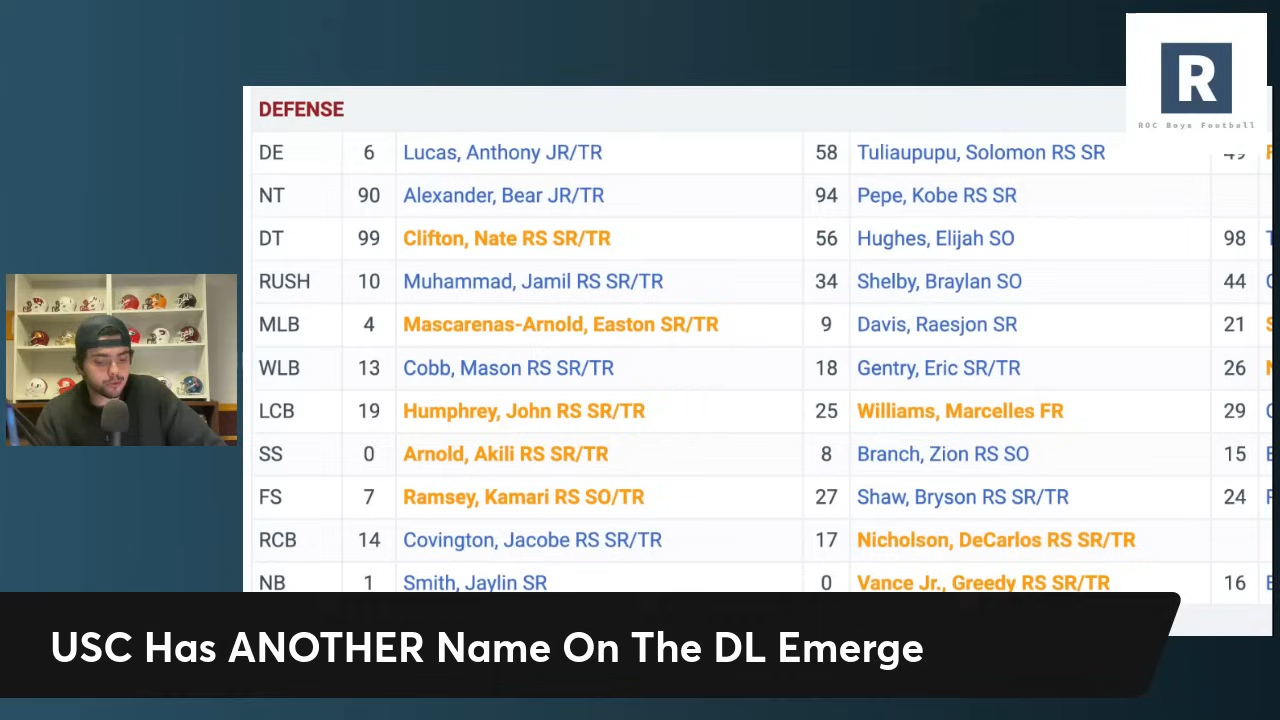 R
ROC Boys Football
DEFENSE
DE 6 Lucas, Anthony JR/TR 58 Tuliaupupu, Solomon RS SR 49
NT 90 Alexander, Bear JR/TR 94 Pepe, Kobe RS SR
DT 99 Clifton, Nate RS SR/TR 56 Hughes, Elijah SO 98
RUSH 10 Muhammad, Jamil RS SR/TR 34 Shelby, Braylan SO 44
MLB 4 Mascarenas-Arnold, Easton SR/TR 9 Davis, Raesjon SR 21
WLB 13 Cobb, Mason RS SR/TR 18 Gentry, Eric SR/TR 26
LCB 19 Humphrey, John RS SR/TR 25 Williams, Marcelles FR 29
SS 0 Arnold, Akili RS SR/TR 8 Branch, Zion RS SO 15
FS 7 Ramsey, Kamari RS SO/TR 27 Shaw, Bryson RS SR/TR 24
RCB 14 Covington, Jacobe RS SR/TR 17 Nicholson, DeCarlos RS SR/TR
NB 1 Smith, Jaylin SR 0 Vance Jr., Greedy RS SR/TR 16
USC Has ANOTHER Name On The DL Emerge